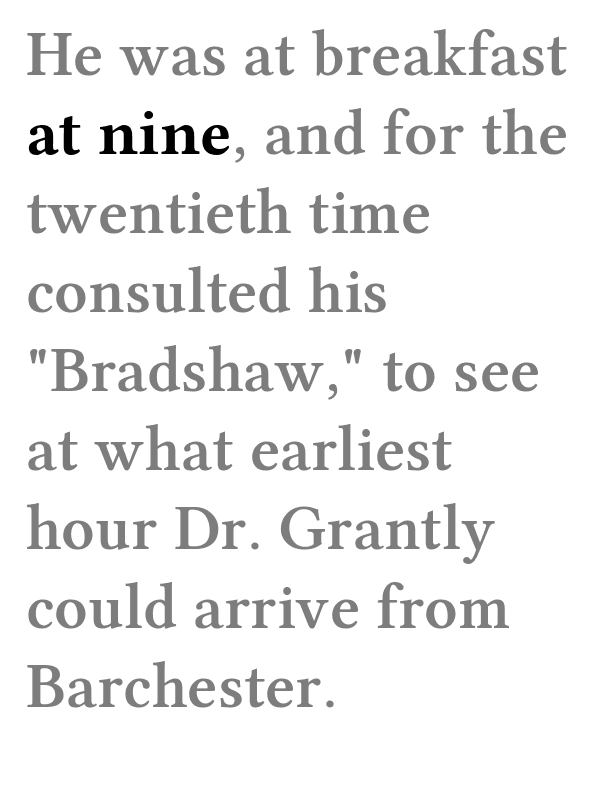 He was at breakfast
at nine, and for the
twentieth time
consulted his
"Bradshaw," to see
at what earliest
hour Dr. Grantly
could arrive from
Barchester.